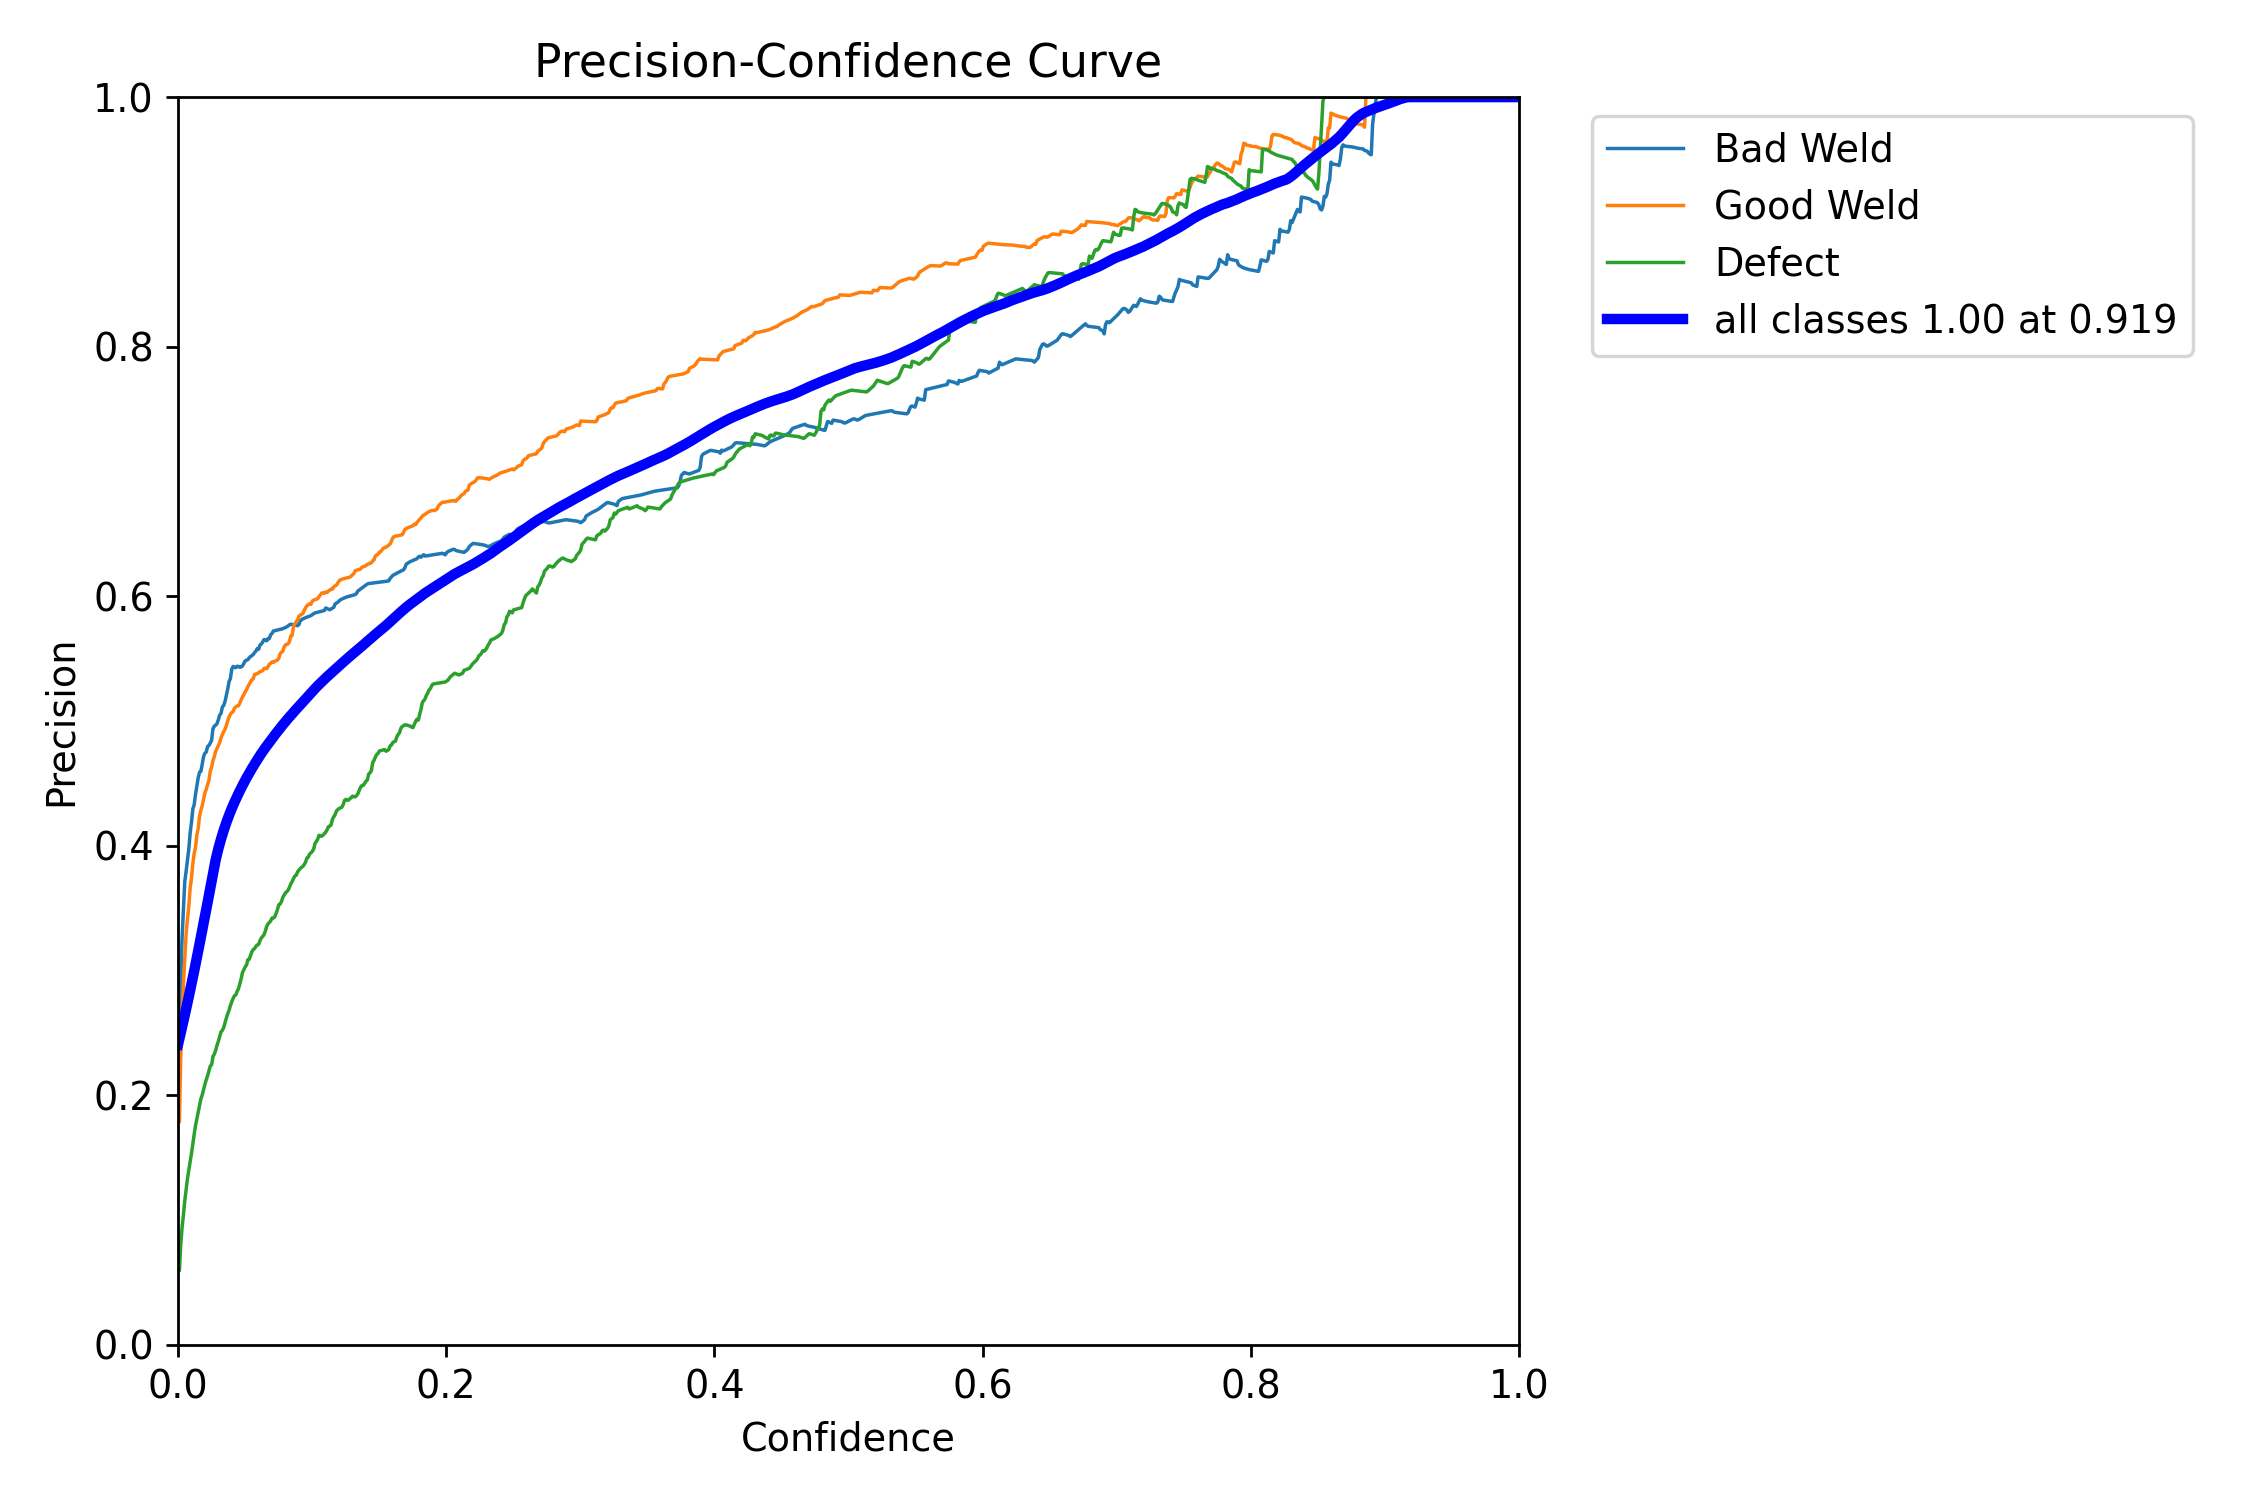 Precision-Confidence Curve
1.0
0.8
0.6
0.4
0.2
0.0
Precision
0.0 0.2 0.4 0.6 0.8 1.0
Confidence
Bad Weld
Good Weld
Defect
all classes 1.00 at 0.919